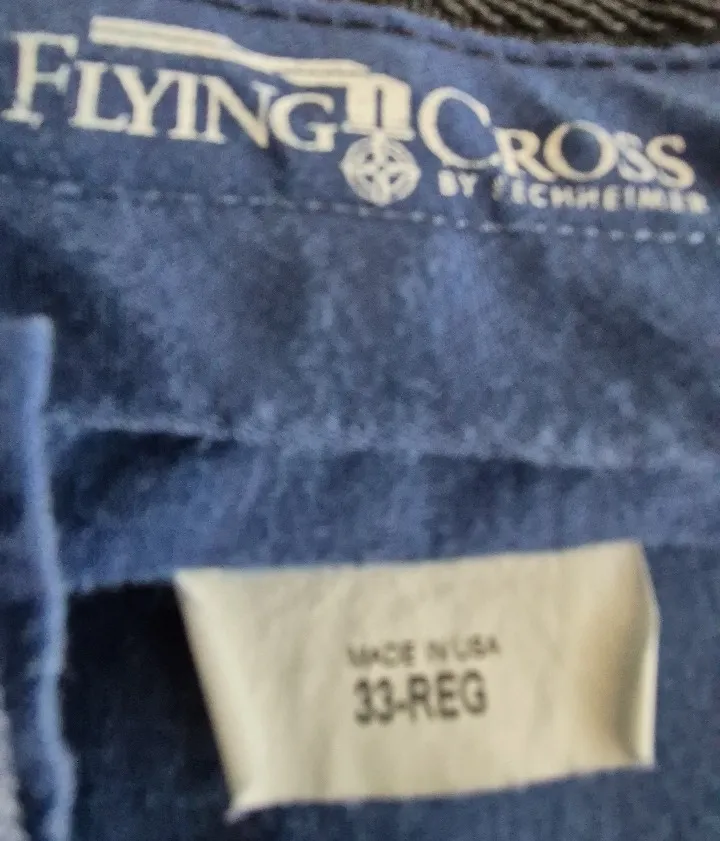 FLYING CROSS
BY FECHHEIMER
MADE IN USA
33-REG